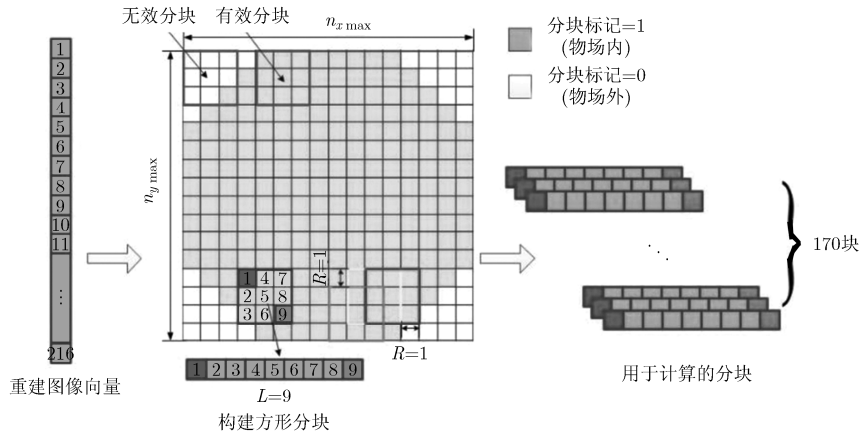 1
2
3
4
5
6
7
8
9
10
11
⋮
216
重建图像向量
无效分块
有效分块
n_x max
n_y max
1 4 7
2 5 8
3 6 9
R=1
R=1
1 2 3 4 5 6 7 8 9
L=9
构建方形分块
分块标记=1
(物场内)
分块标记=0
(物场外)
⋱
170块
用于计算的分块